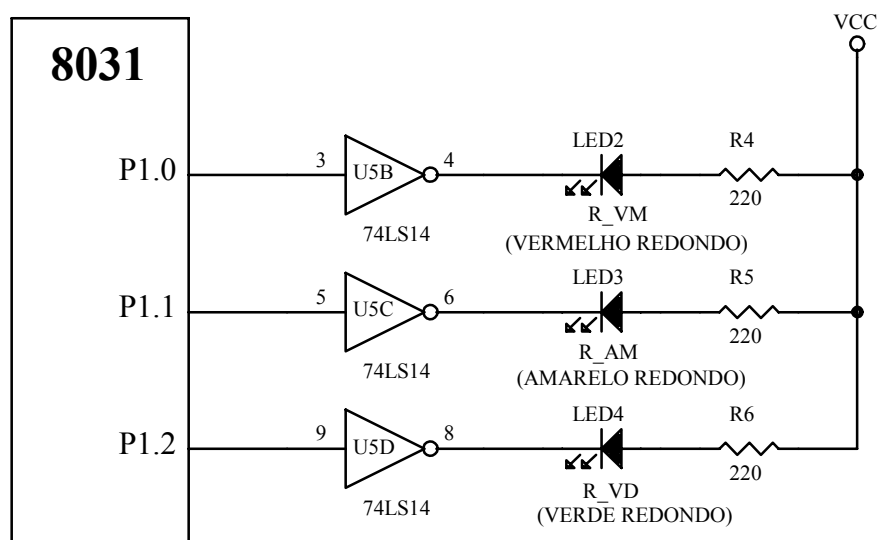 VCC
8031
P1.0
3
U5B
4
74LS14
LED2
R_VM
(VERMELHO REDONDO)
R4
220
P1.1
5
U5C
6
74LS14
LED3
R_AM
(AMARELO REDONDO)
R5
220
P1.2
9
U5D
8
74LS14
LED4
R_VD
(VERDE REDONDO)
R6
220